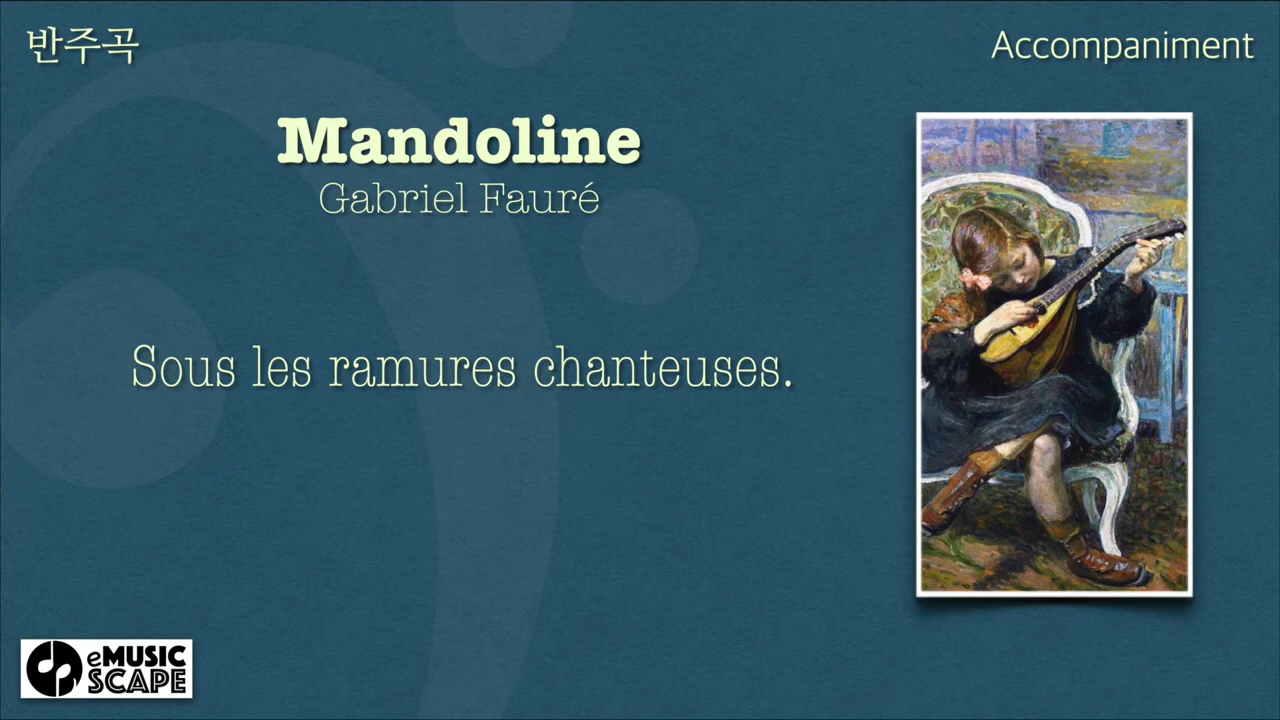 반주곡
Accompaniment
Mandoline
Gabriel Fauré
Sous les ramures chanteuses.
eMUSIC
SCAPE